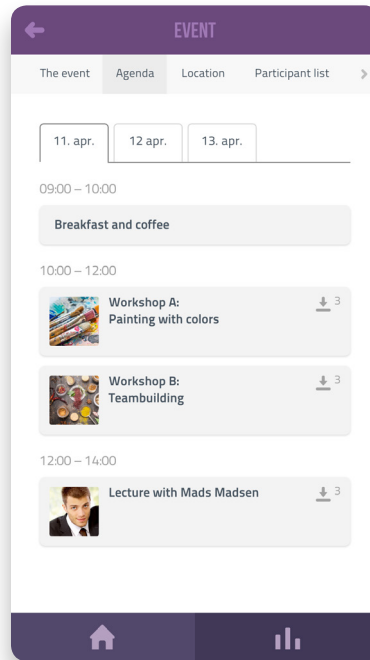 EVENT
The event Agenda Location Participant list
11. apr. 12 apr. 13. apr.
09:00 – 10:00
Breakfast and coffee
10:00 – 12:00
Workshop A: 3
Painting with colors
Workshop B: 3
Teambuilding
12:00 – 14:00
Lecture with Mads Madsen 3